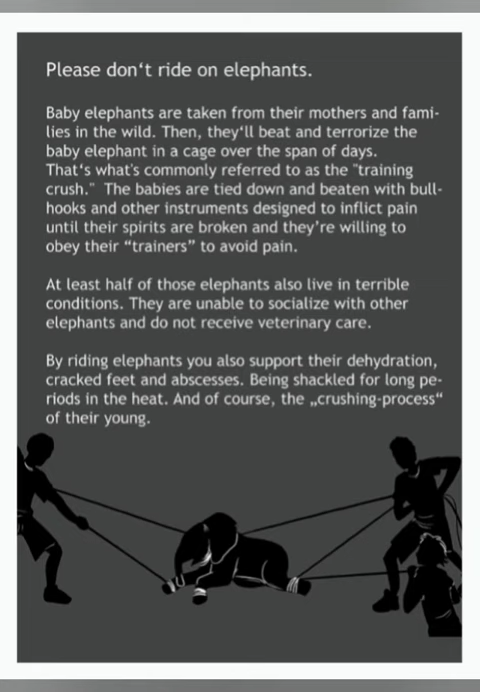 Please don‘t ride on elephants.
Baby elephants are taken from their mothers and fami-
lies in the wild. Then, they‘ll beat and terrorize the
baby elephant in a cage over the span of days.
That‘s what's commonly referred to as the "training
crush."  The babies are tied down and beaten with bull-
hooks and other instruments designed to inflict pain
until their spirits are broken and they’re willing to
obey their “trainers” to avoid pain.
At least half of those elephants also live in terrible
conditions. They are unable to socialize with other
elephants and do not receive veterinary care.
By riding elephants you also support their dehydration,
cracked feet and abscesses. Being shackled for long pe-
riods in the heat. And of course, the „crushing-process“
of their young.